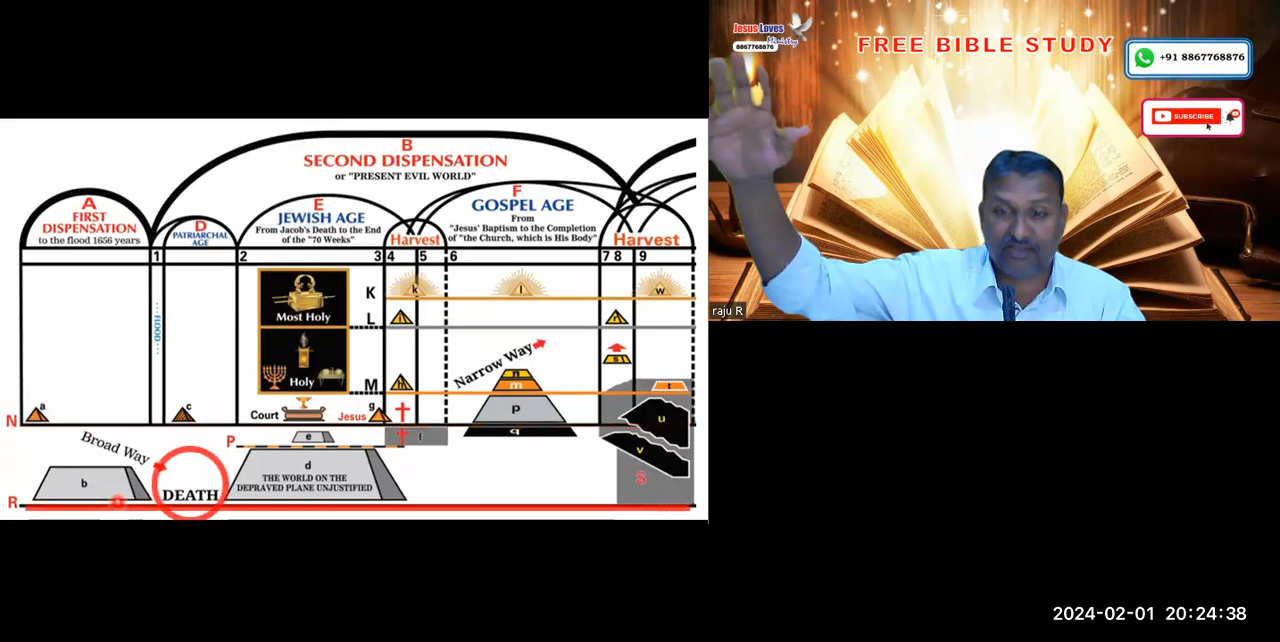 B
SECOND DISPENSATION
or "PRESENT EVIL WORLD"
A
FIRST
DISPENSATION
to the flood 1656 years
D
PATRIARCHAL
AGE
E
JEWISH AGE
From Jacob's Death to the End
of the "70 Weeks"
Harvest
F
GOSPEL AGE
From
"Jesus' Baptism to the Completion
of "the Church, which is His Body"
Harvest
1 2 3 4 5 6 7 8 9
K
k l w
Most Holy
L
FLOOD
Holy
M
Narrow Way
n
m
t
a
c
Court
Jesus
g
p
u
N
P
e
f
q
v
Broad Way
d
THE WORLD ON THE
DEPRAVED PLANE UNJUSTIFIED
b
DEATH
S
R
Jesus Loves
Ministry
8867768876
FREE BIBLE STUDY
+91 8867768876
SUBSCRIBE
raju R
2024-02-01 20:24:38